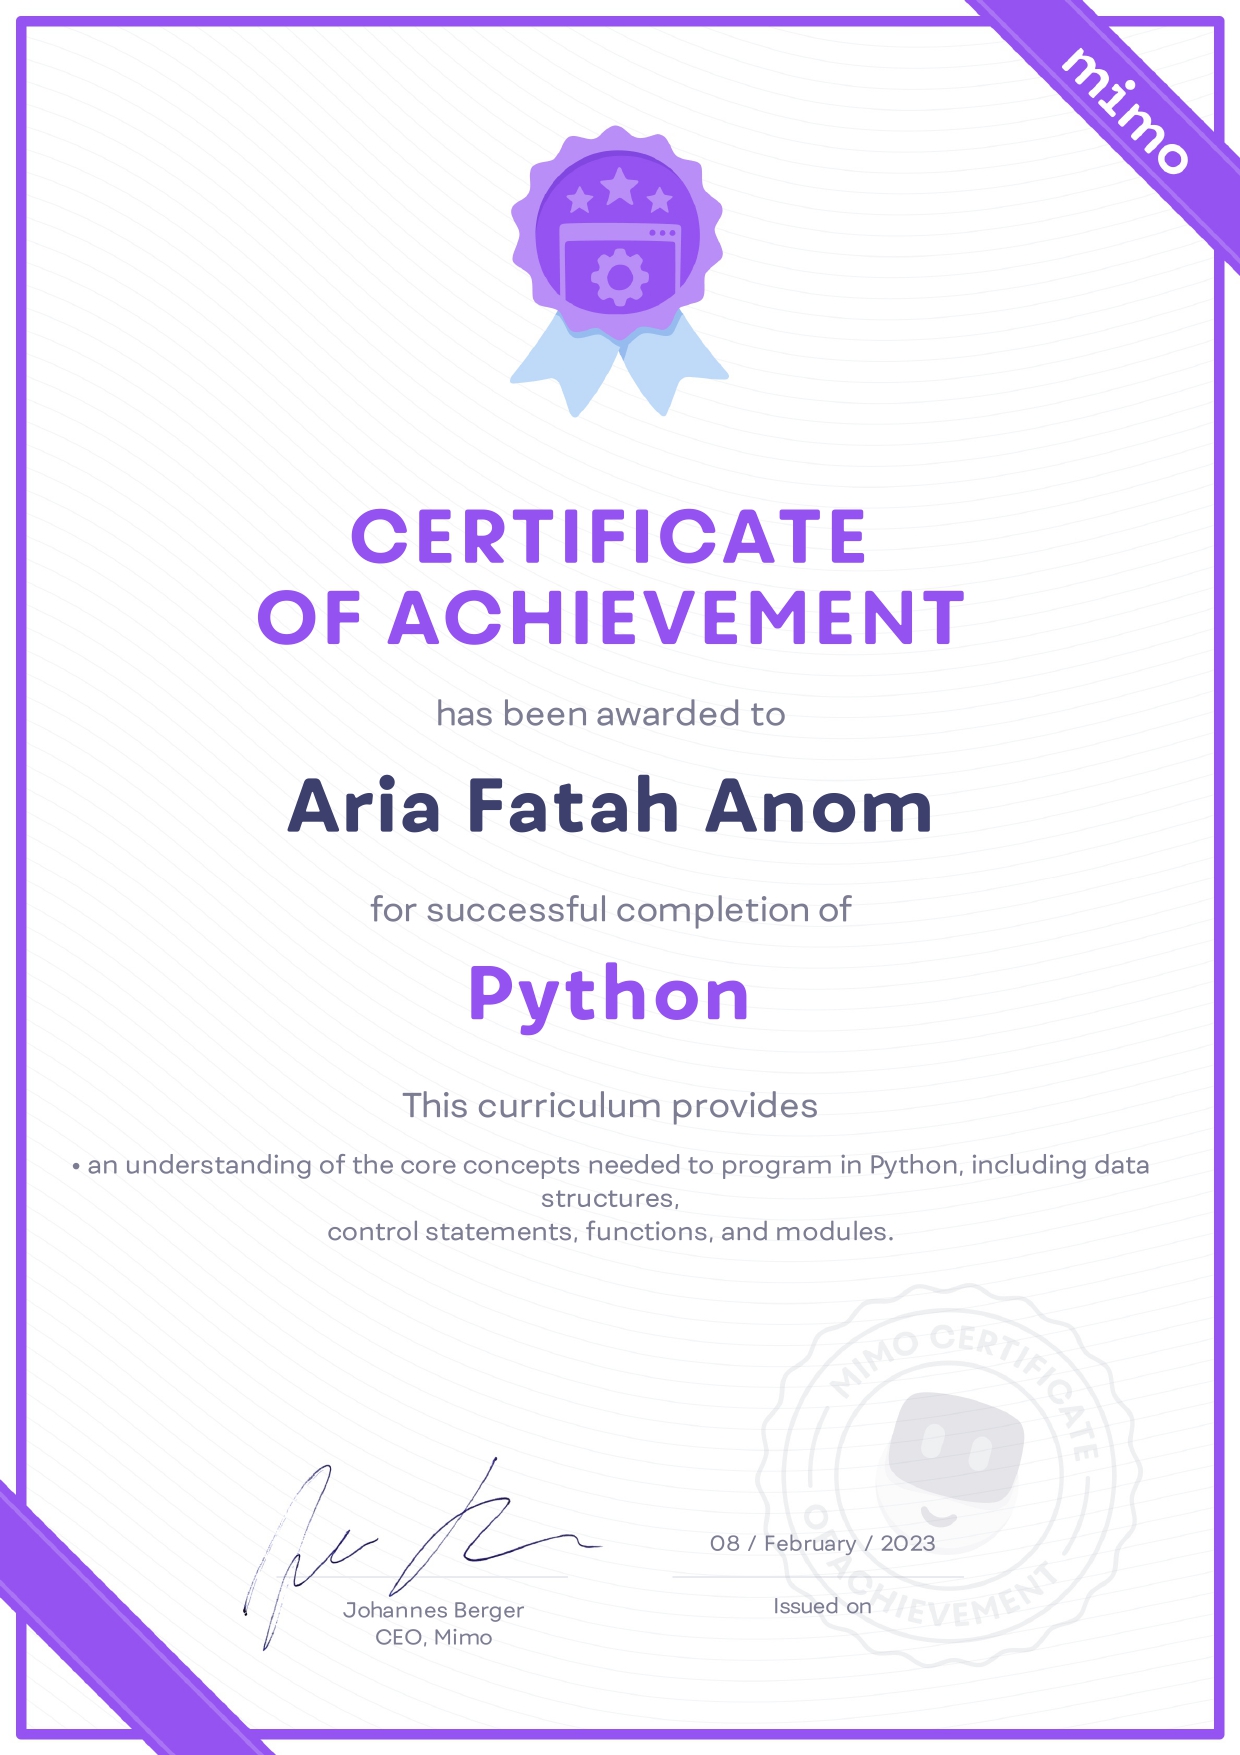 mimo
CERTIFICATE
OF ACHIEVEMENT
has been awarded to
Aria Fatah Anom
for successful completion of
Python
This curriculum provides
• an understanding of the core concepts needed to program in Python, including data
structures,
control statements, functions, and modules.
MIMO CERTIFICATE
OF ACHIEVEMENT
08 / February / 2023
Issued on
Johannes Berger
CEO, Mimo